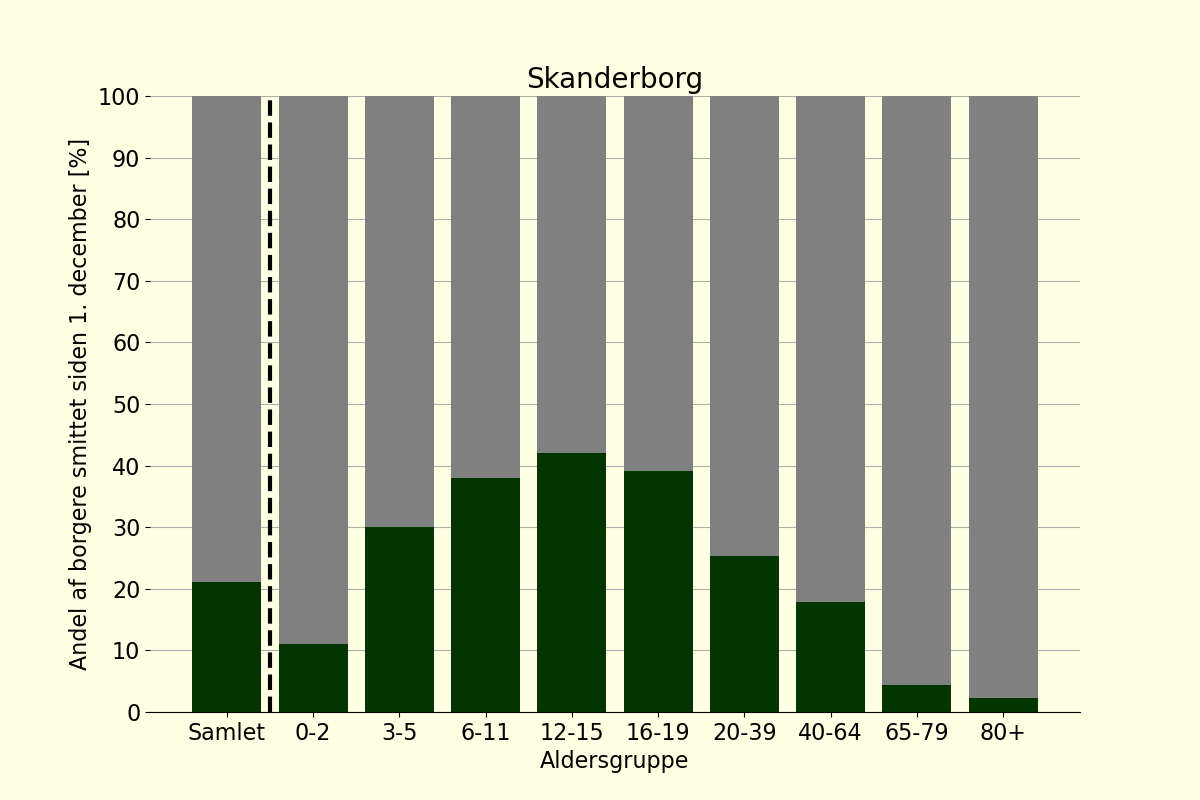 Skanderborg
Andel af borgere smittet siden 1. december [%]
100
90
80
70
60
50
40
30
20
10
0
Samlet 0-2 3-5 6-11 12-15 16-19 20-39 40-64 65-79 80+
Aldersgruppe